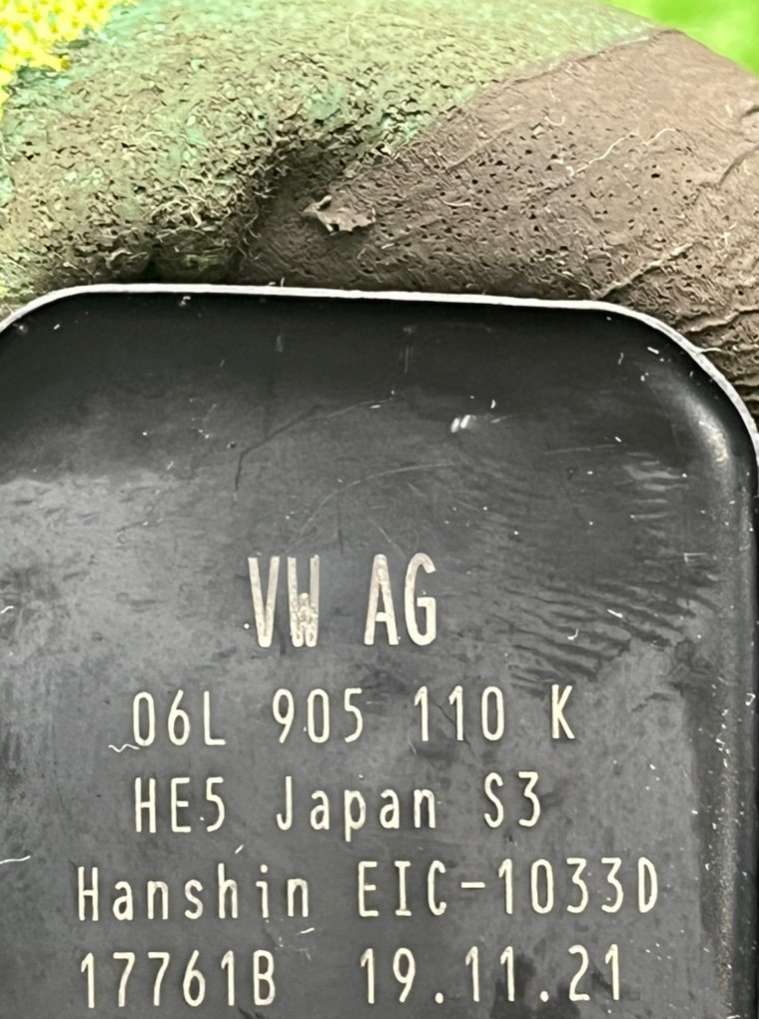 VW AG
06L 905 110 K
HE5 Japan S3
Hanshin EIC-1033D
17761B 19.11.21